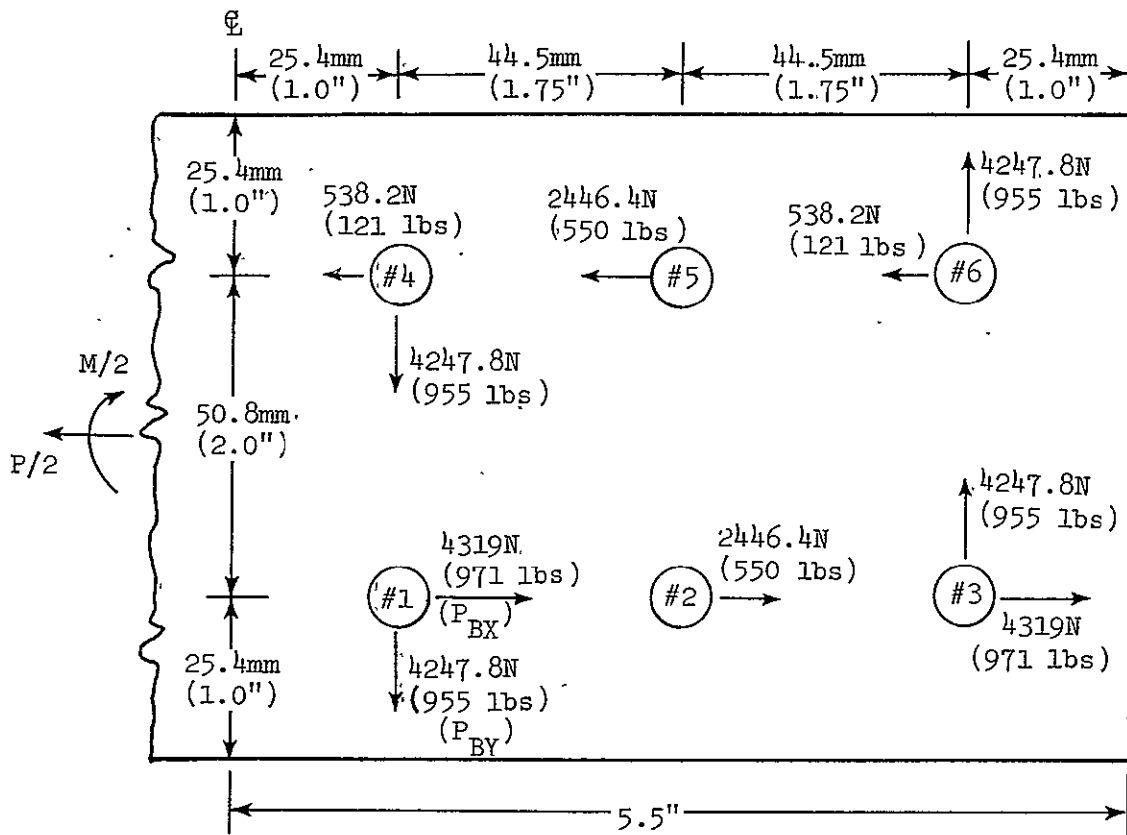 ℄
25.4mm
(1.0")
44.5mm
(1.75")
44.5mm
(1.75")
25.4mm
(1.0")
25.4mm
(1.0")
538.2N
(121 lbs)
2446.4N
(550 lbs)
538.2N
(121 lbs)
4247.8N
(955 lbs)
#4
#5
#6
4247.8N
(955 lbs)
M/2
P/2
50.8mm
(2.0")
4319N
(971 lbs)
(P_BX)
2446.4N
(550 lbs)
4247.8N
(955 lbs)
#1
#2
#3
4319N
(971 lbs)
25.4mm
(1.0")
4247.8N
(955 lbs)
(P_BY)
5.5"